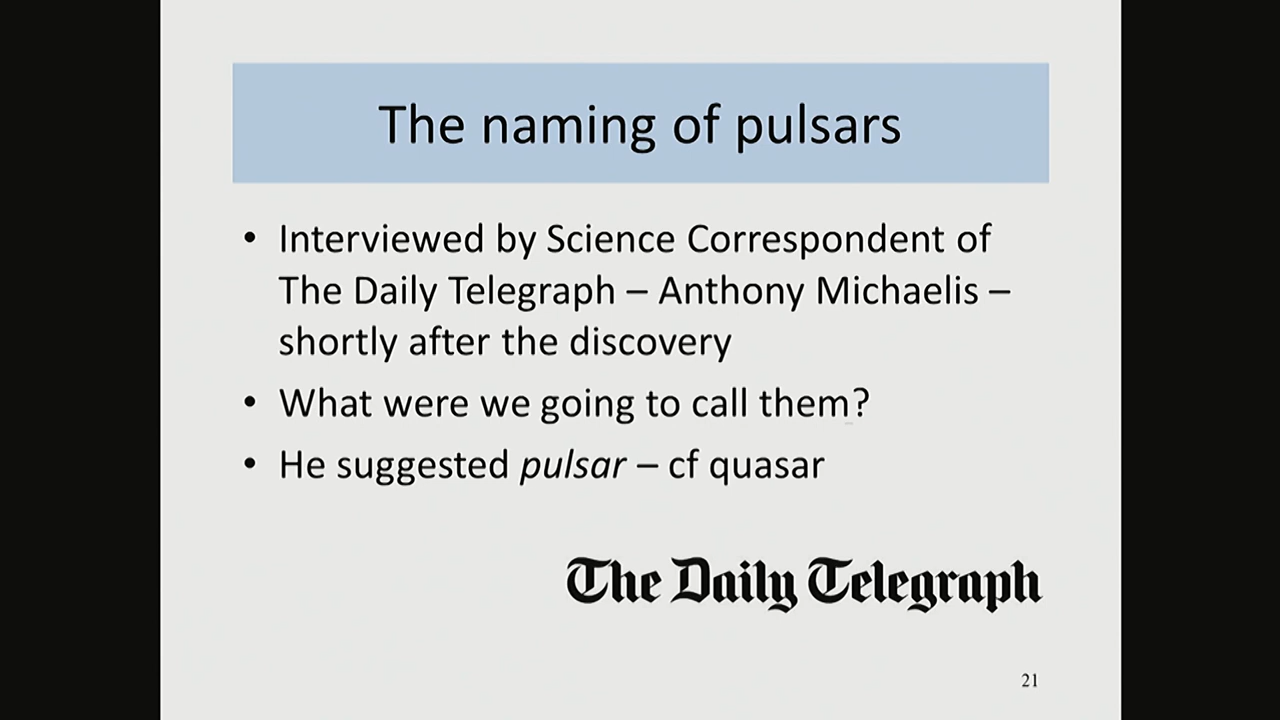 The naming of pulsars
• Interviewed by Science Correspondent of
The Daily Telegraph – Anthony Michaelis –
shortly after the discovery
• What were we going to call them?
• He suggested pulsar – cf quasar
The Daily Telegraph
21